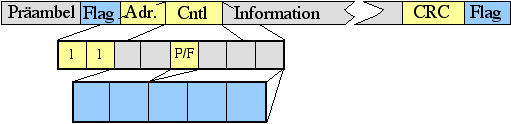 Präambel Flag Adr. Cntl Information CRC Flag
1 1 P/F